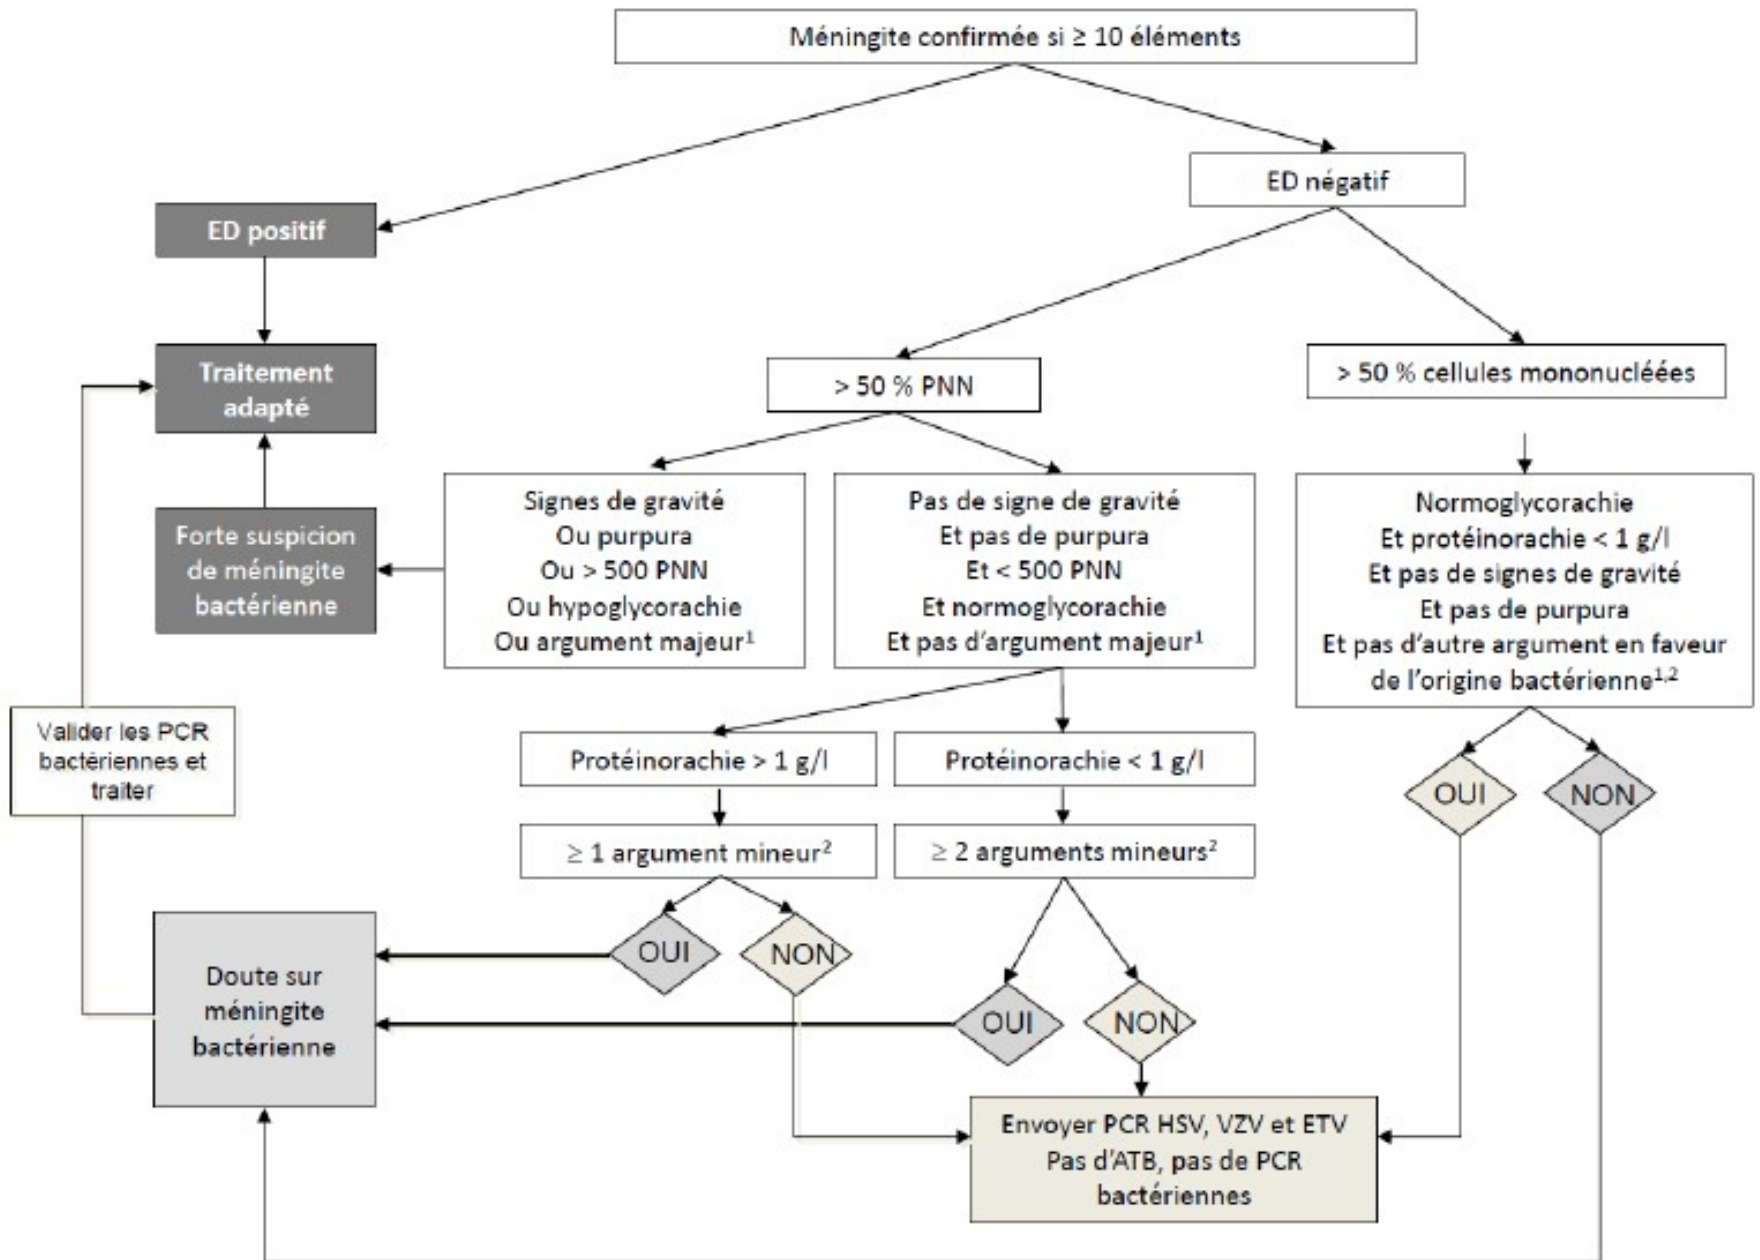 Méningite confirmée si ≥ 10 éléments
ED négatif
ED positif
Traitement
adapté
> 50 % PNN
> 50 % cellules mononucléées
Forte suspicion
de méningite
bactérienne
Signes de gravité
Ou purpura
Ou > 500 PNN
Ou hypoglycorachie
Ou argument majeur¹
Pas de signe de gravité
Et pas de purpura
Et < 500 PNN
Et normoglycorachie
Et pas d'argument majeur¹
Normoglycorachie
Et protéinorachie < 1 g/l
Et pas de signes de gravité
Et pas de purpura
Et pas d'autre argument en faveur
de l'origine bactérienne¹,²
Valider les PCR
bactériennes et
traiter
Protéinorachie > 1 g/l
Protéinorachie < 1 g/l
OUI
NON
≥ 1 argument mineur²
≥ 2 arguments mineurs²
OUI
NON
OUI
NON
Doute sur
méningite
bactérienne
Envoyer PCR HSV, VZV et ETV
Pas d'ATB, pas de PCR
bactériennes